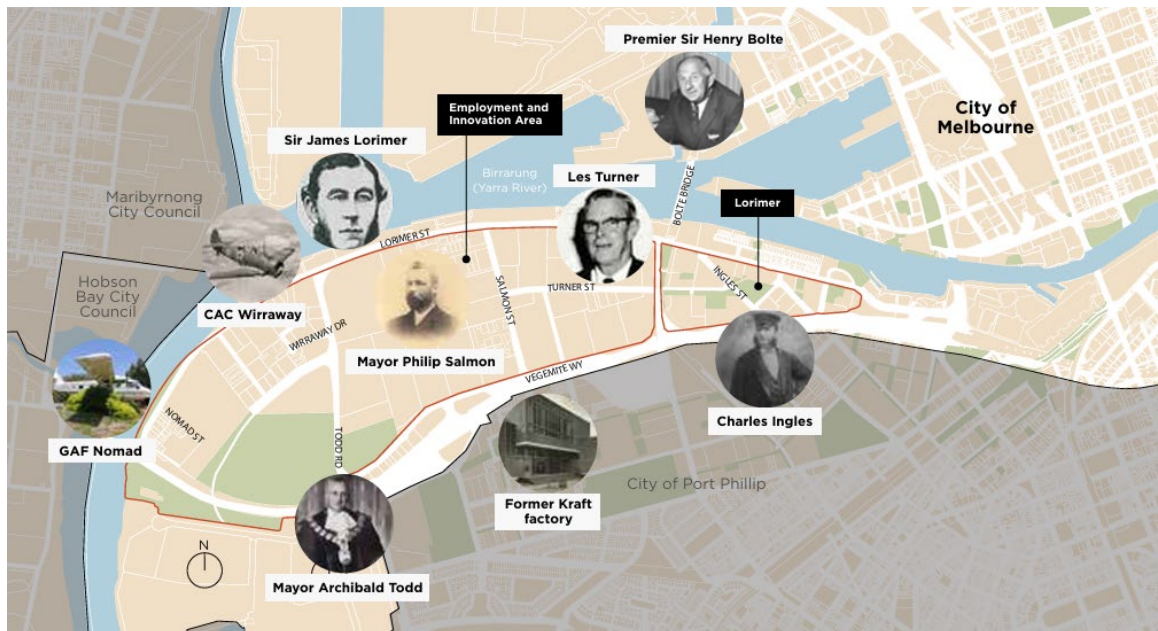 Premier Sir Henry Bolte
City of
Melbourne
Employment and
Innovation Area
Sir James Lorimer
Birrarung
(Yarra River)
Les Turner
BOLTE BRIDGE
Lorimer
Maribyrnong
City Council
LORIMER ST
Hobson
Bay City
Council
CAC Wirraway
SALMON ST
TURNER ST
INGLES ST
WIRRAWAY DR
Mayor Philip Salmon
VEGEMITE WY
Charles Ingles
GAF Nomad
NOMAD ST
TODD RD
Former Kraft
factory
City of Port Phillip
N
Mayor Archibald Todd